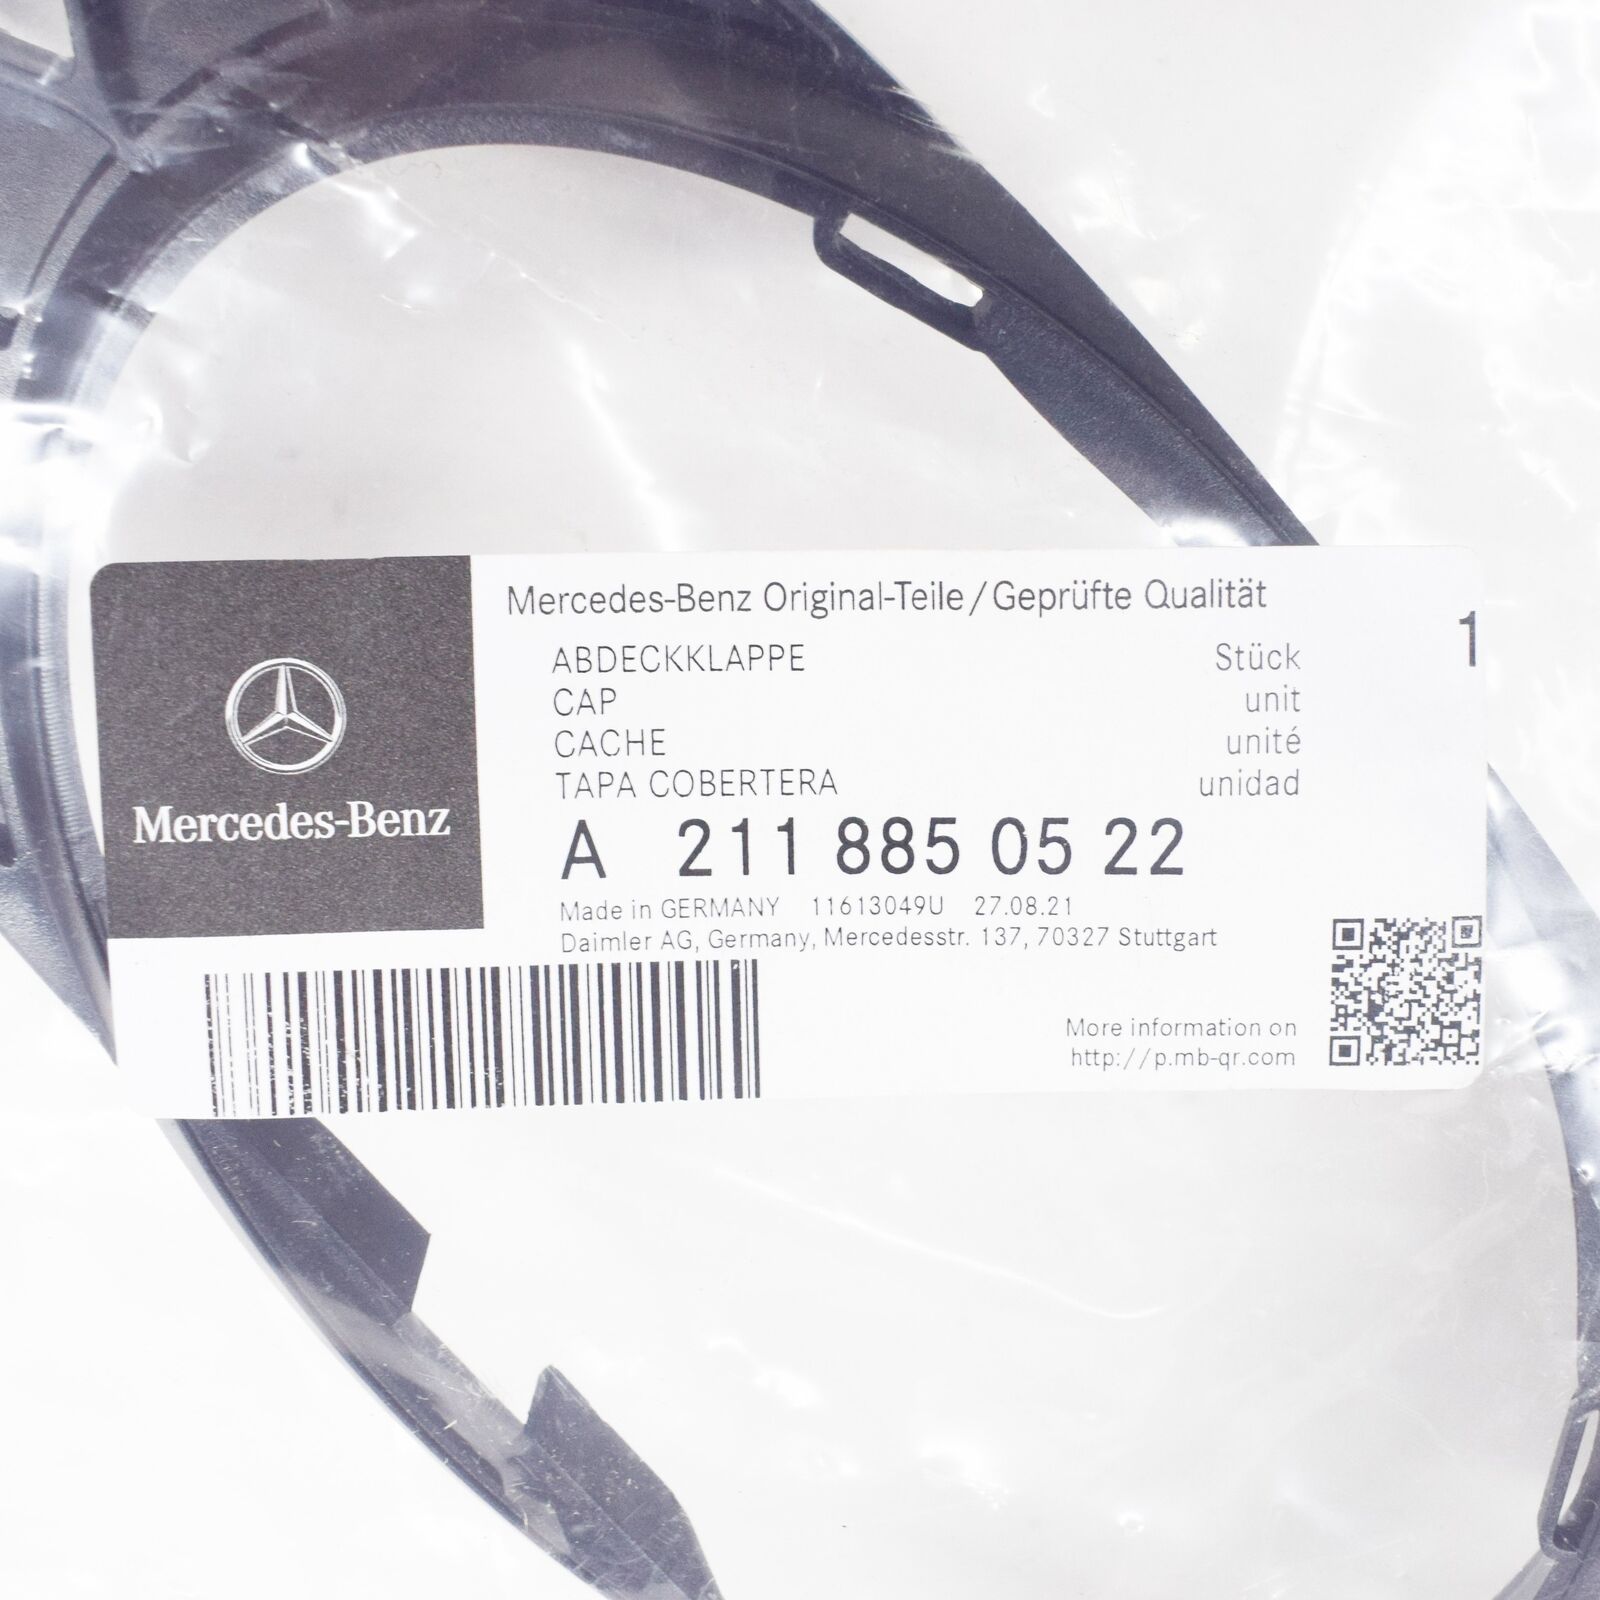 Mercedes-Benz Original-Teile/Geprüfte Qualität
ABDECKKLAPPE Stück 1
CAP unit
CACHE unité
TAPA COBERTERA unidad
Mercedes-Benz
A 211 885 05 22
Made in GERMANY 11613049U 27.08.21
Daimler AG, Germany, Mercedesstr. 137, 70327 Stuttgart
More information on
http://p.mb-qr.com